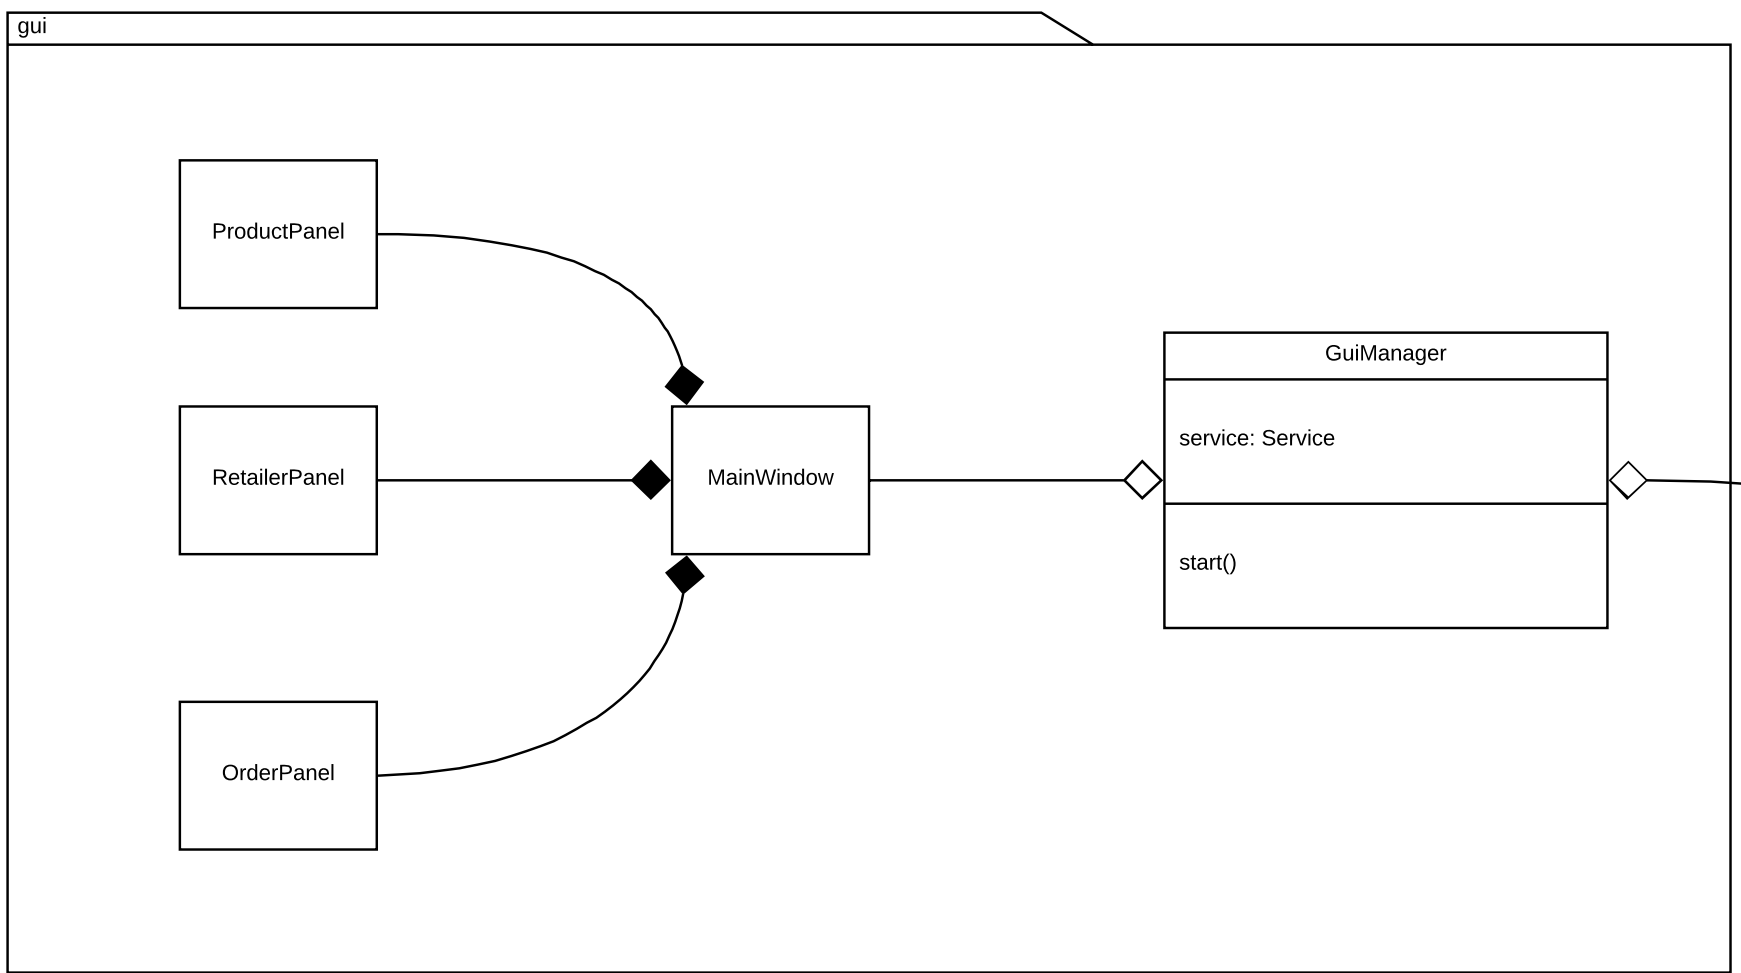 gui
ProductPanel
GuiManager
service: Service
RetailerPanel
MainWindow
start()
OrderPanel